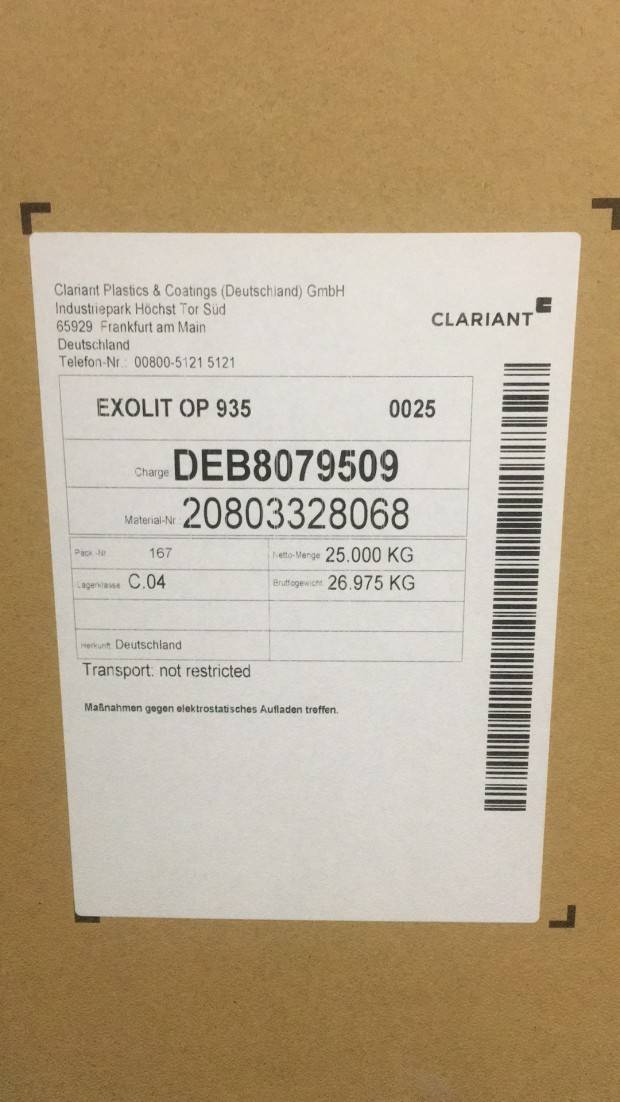 Clariant Plastics & Coatings (Deutschland) GmbH
Industriepark Höchst Tor Süd
65929 Frankfurt am Main
Deutschland
Telefon-Nr.: 00800-5121 5121
CLARIANT
EXOLIT OP 935 0025
Charge DEB8079509
Material-Nr. 20803328068
Pack.-Nr. 167 Netto-Menge 25.000 KG
Lagerklasse C.04 Bruttogewicht 26.975 KG
Herkunft Deutschland
Transport: not restricted
Maßnahmen gegen elektrostatisches Aufladen treffen.